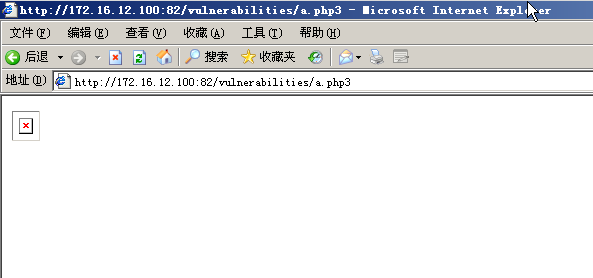 http://172.16.12.100:82/vulnerabilities/a.php3 - Microsoft Internet Explorer
文件(F) 编辑(E) 查看(V) 收藏(A) 工具(T) 帮助(H)
后退 搜索 收藏夹
地址(D) http://172.16.12.100:82/vulnerabilities/a.php3